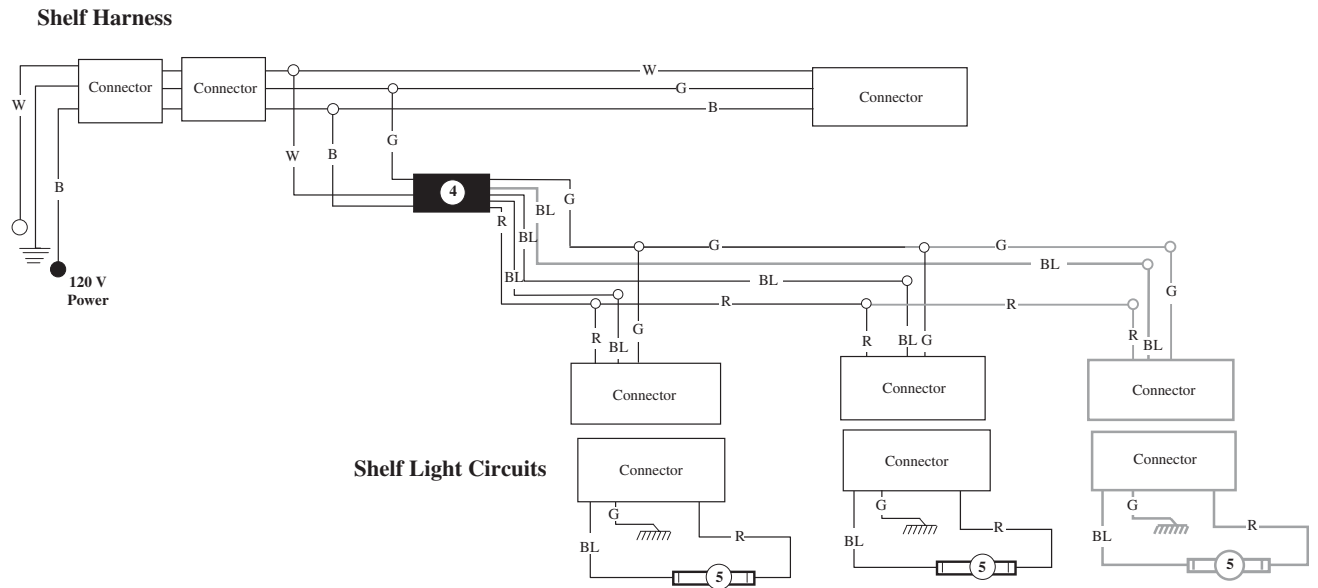 Shelf Harness
Connector
Connector
W
G
B
Connector
W
B
W
B
G
4
R
BL
BL
BL
G
120 V
Power
G
G
BL
BL
R
R
G
R
BL
G
R
BL
G
R
BL
Connector
Connector
Connector
Shelf Light Circuits
Connector
Connector
Connector
G
BL
R
5
G
BL
R
5
G
BL
R
5